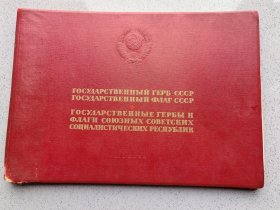 ГОСУДАРСТВЕННЫЙ ГЕРБ СССР
ГОСУДАРСТВЕННЫЙ ФЛАГ СССР
ГОСУДАРСТВЕННЫЕ ГЕРБЫ И
ФЛАГИ СОЮЗНЫХ СОВЕТСКИХ
СОЦИАЛИСТИЧЕСКИХ РЕСПУБЛИК